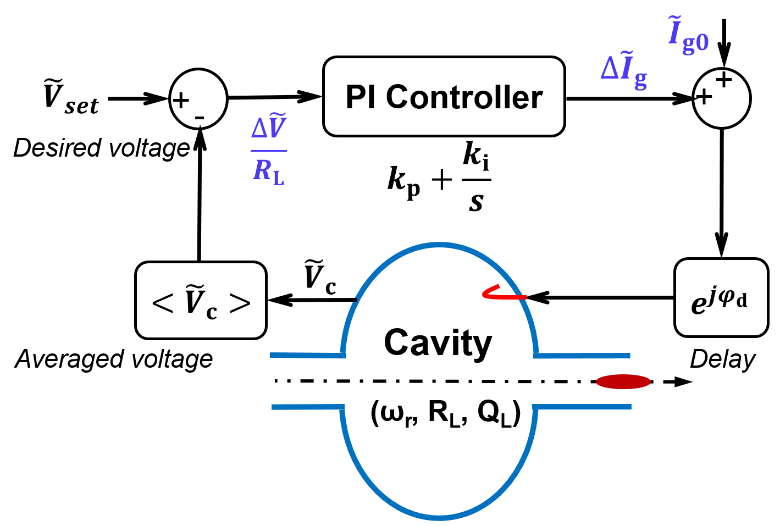 Ĩg0
Ṽset
+
-
PI Controller
ΔĨg
+
+
Desired voltage
ΔṼ
RL
kp + ki
s
< Ṽc >
Ṽc
e^jφd
Averaged voltage
Cavity
Delay
(ωr, RL, QL)